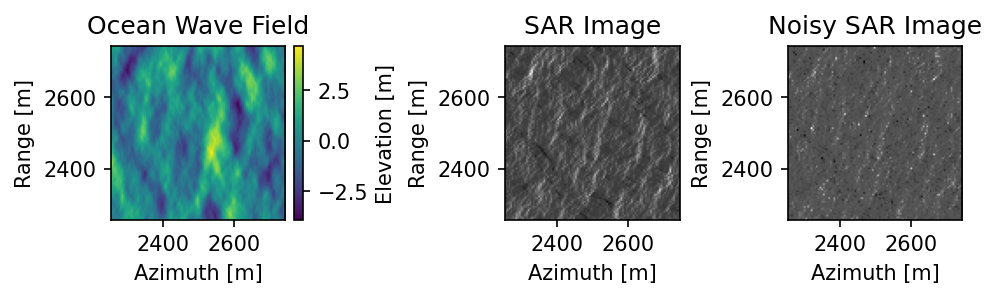 Ocean Wave Field
Range [m]
2600
2400
2400 2600
Azimuth [m]
2.5
0.0
−2.5
Elevation [m]
SAR Image
Range [m]
2600
2400
2400 2600
Azimuth [m]
Noisy SAR Image
Range [m]
2600
2400
2400 2600
Azimuth [m]